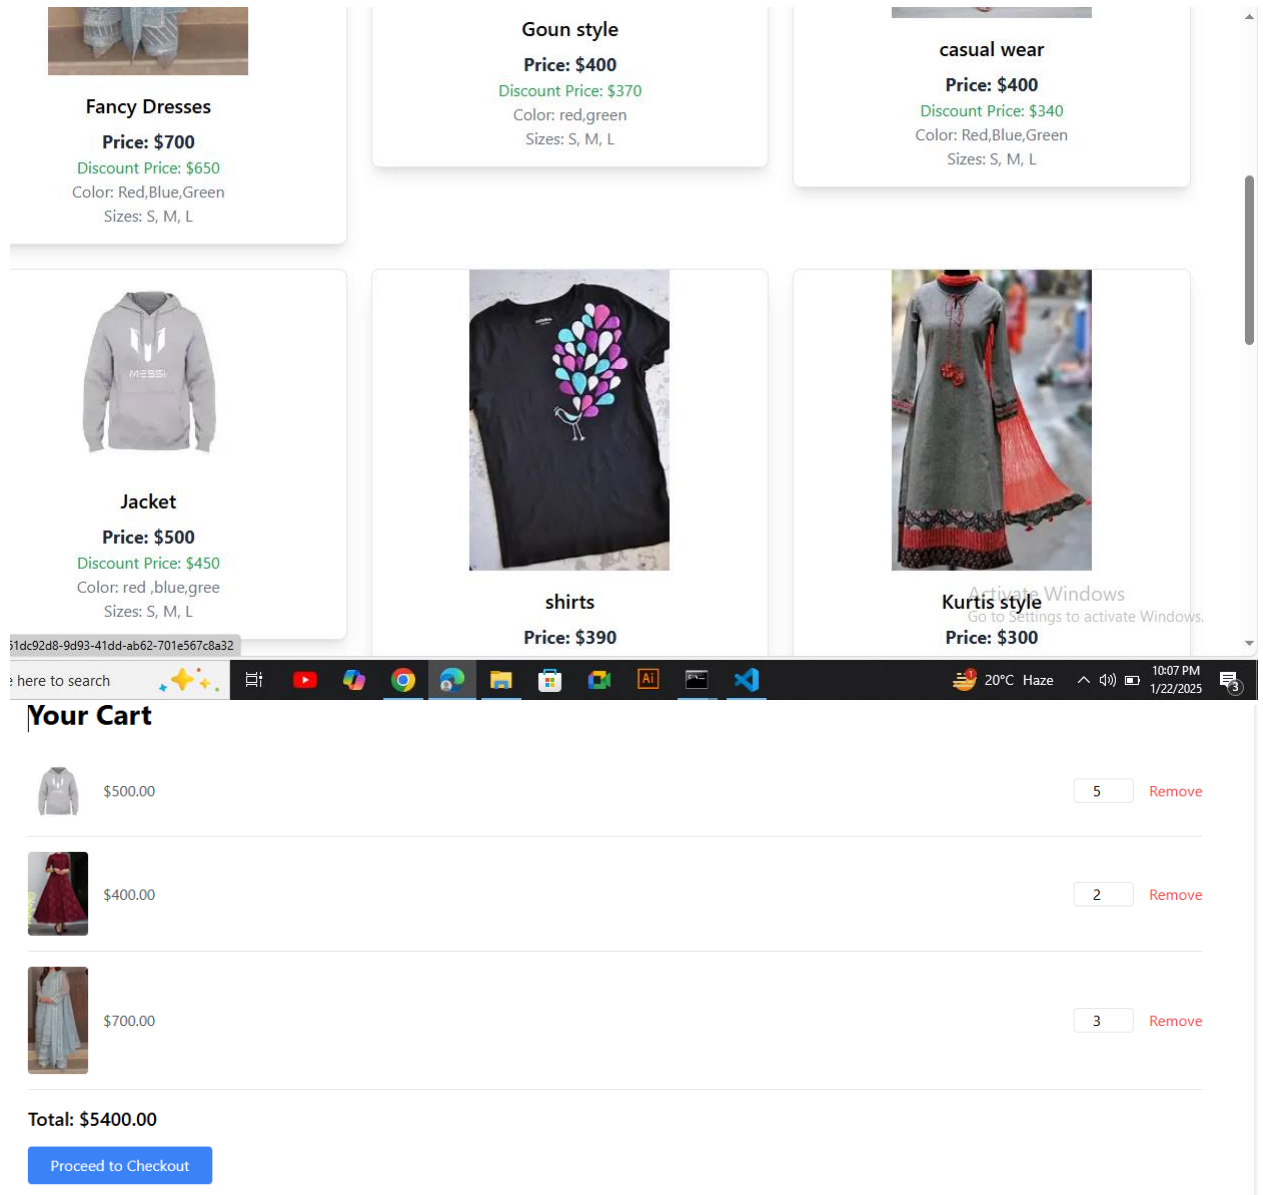 Goun style
Price: $400
Discount Price: $370
Color: red,green
Sizes: S, M, L
casual wear
Price: $400
Discount Price: $340
Color: Red,Blue,Green
Sizes: S, M, L
Fancy Dresses
Price: $700
Discount Price: $650
Color: Red,Blue,Green
Sizes: S, M, L
MESSI
Jacket
Price: $500
Discount Price: $450
Color: red ,blue,gree
Sizes: S, M, L
shirts
Price: $390
Kurtis style
Price: $300
Activate Windows
Go to Settings to activate Windows.
51dc92d8-9d93-41dd-ab62-701e567c8a32
here to search
Ai
1
20°C Haze
10:07 PM
1/22/2025
3
Your Cart
$500.00 5 Remove
$400.00 2 Remove
$700.00 3 Remove
Total: $5400.00
Proceed to Checkout